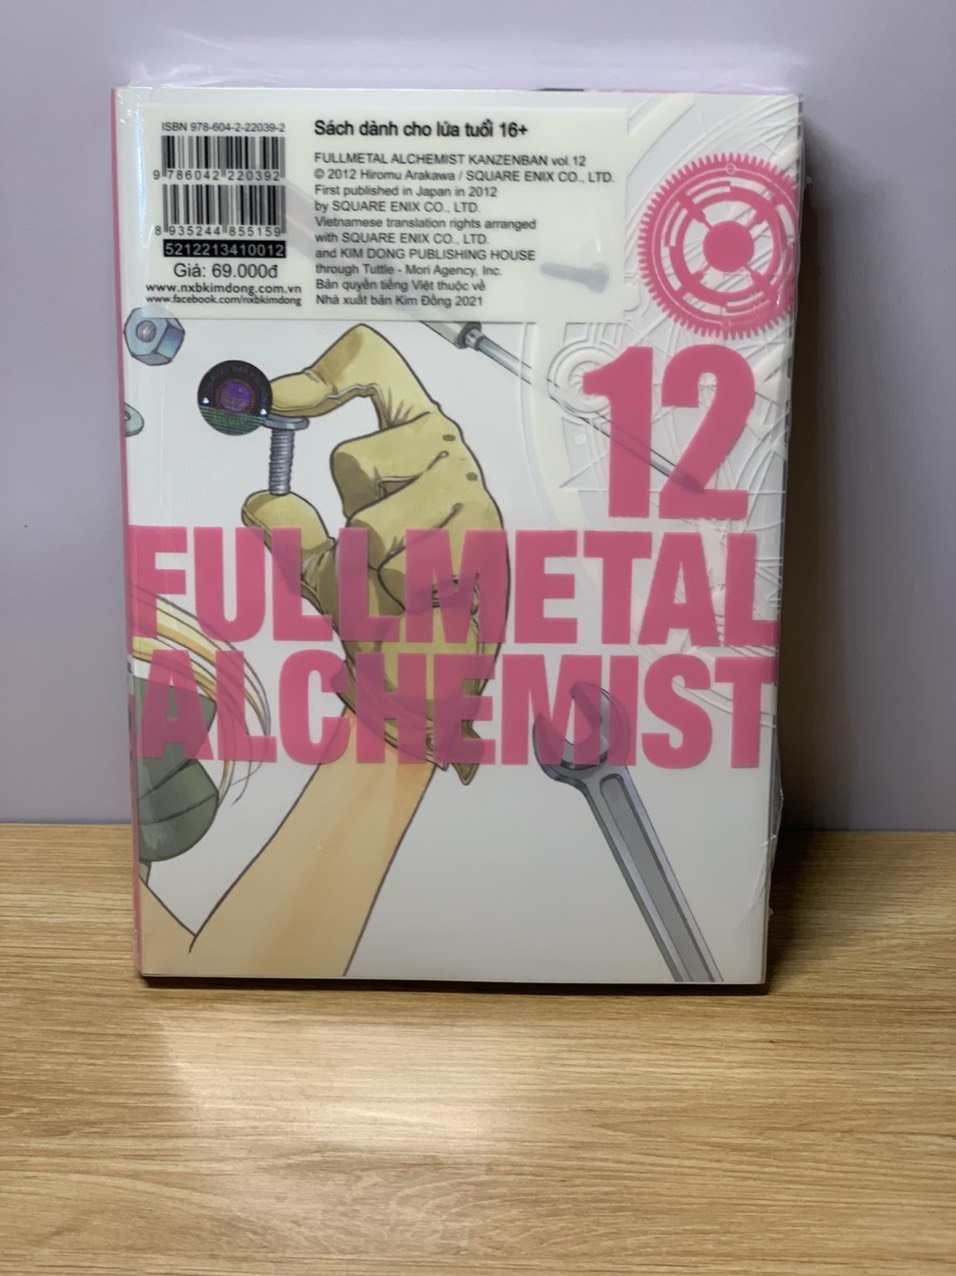 ISBN 978-604-2-22039-2
9 786042 220392
8 935244 855159
5212213410012
Giá: 69.000đ
www.nxbkimdong.com.vn
www.facebook.com/nxbkimdong
Sách dành cho lứa tuổi 16+
FULLMETAL ALCHEMIST KANZENBAN vol.12
© 2012 Hiromu Arakawa / SQUARE ENIX CO., LTD.
First published in Japan in 2012
by SQUARE ENIX CO., LTD.
Vietnamese translation rights arranged
with SQUARE ENIX CO., LTD.
and KIM DONG PUBLISHING HOUSE
through Tuttle - Mori Agency, Inc.
Bản quyền tiếng Việt thuộc về
Nhà xuất bản Kim Đồng 2021
12
FULLMETAL
ALCHEMIST